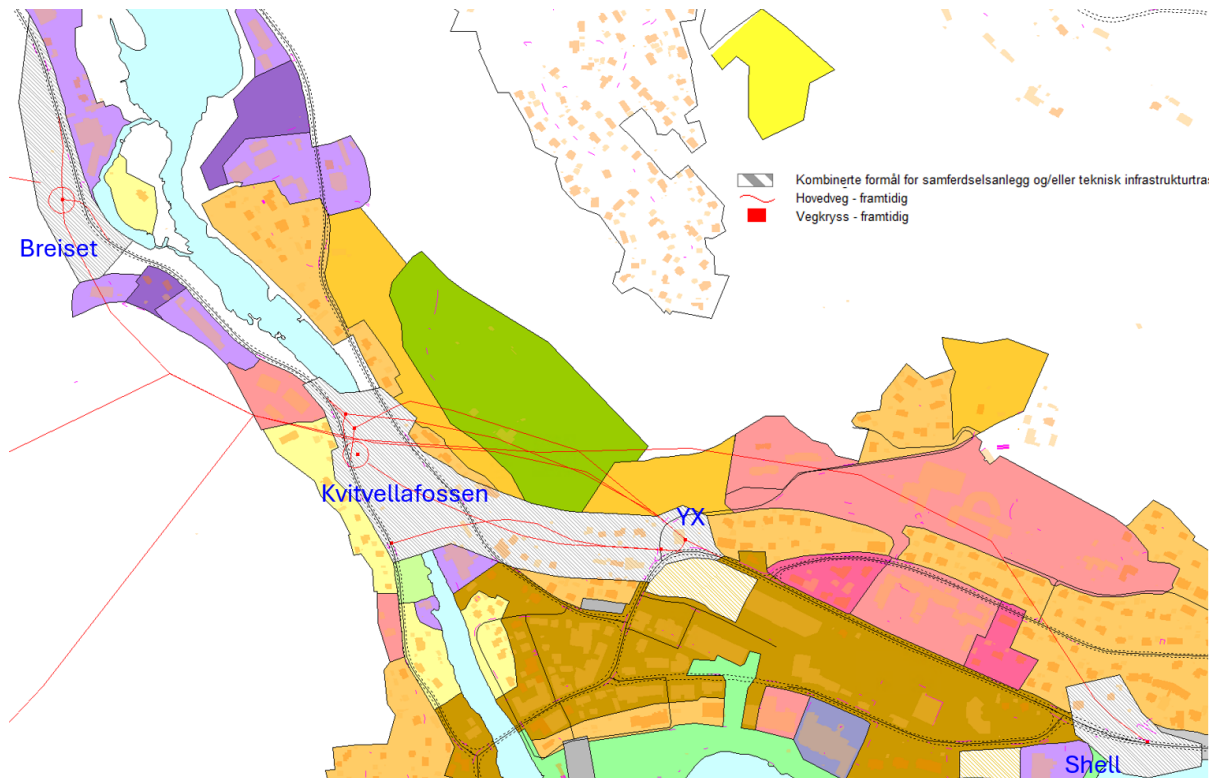 Kombinerte formål for samferdselsanlegg og/eller teknisk infrastrukturtras
Hovedveg - framtidig
Vegkryss - framtidig
Breiset
Kvitvellafossen
YX
Shell